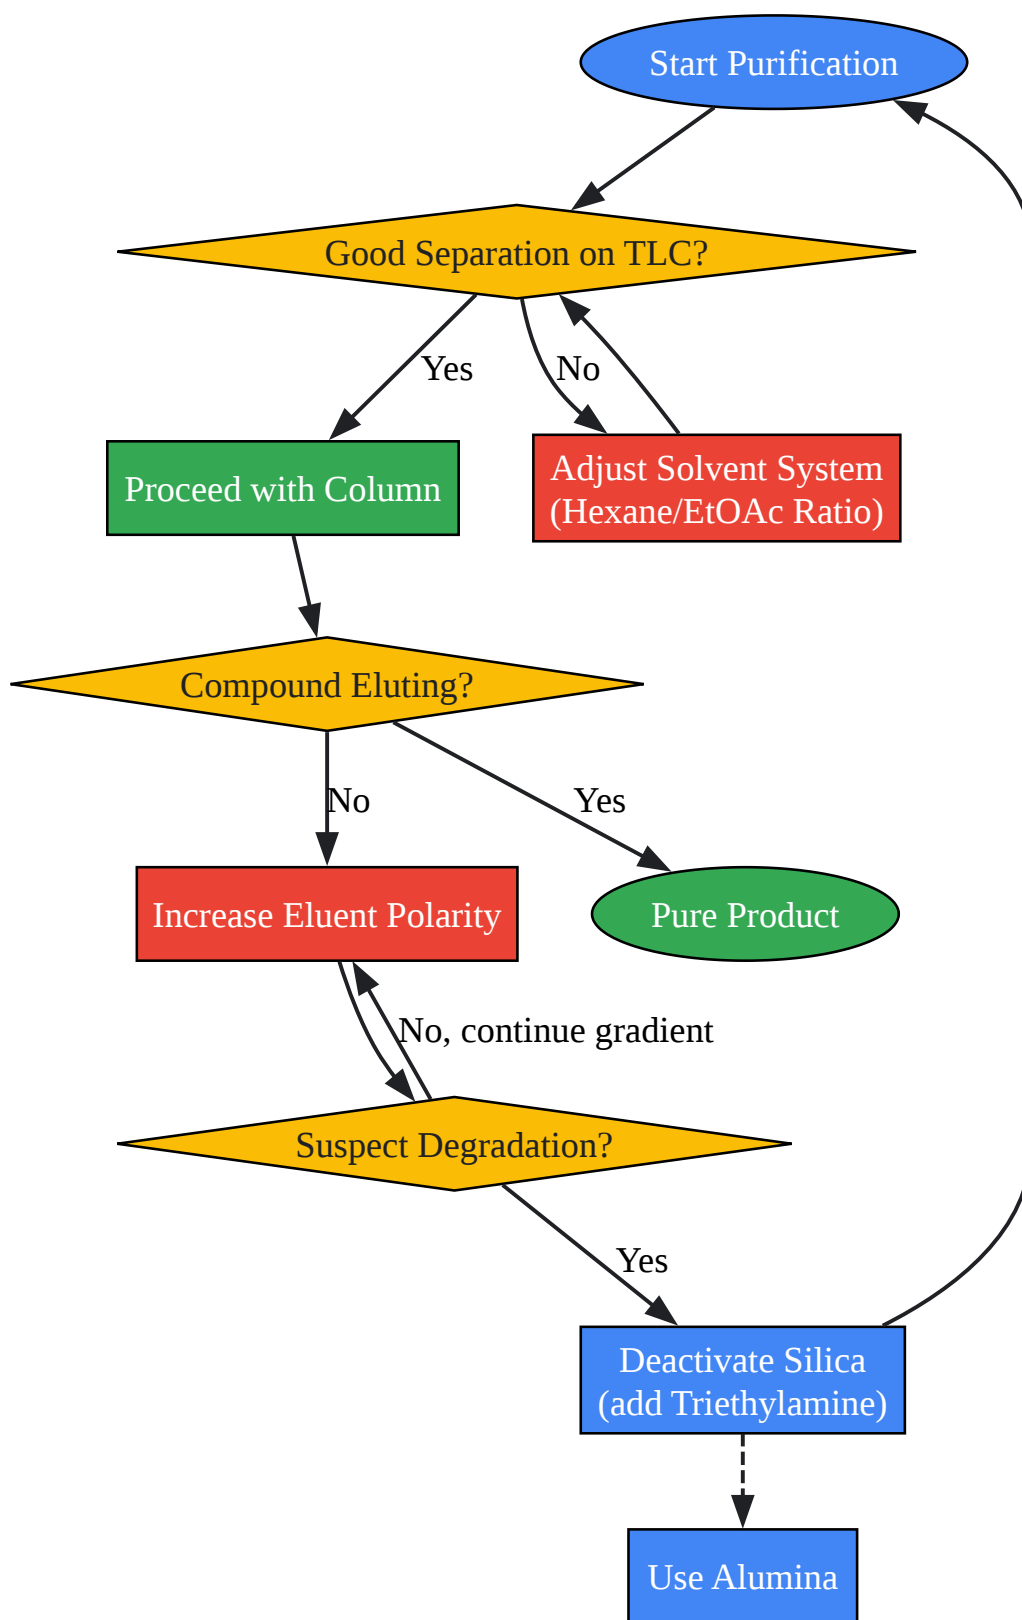 Start Purification
Good Separation on TLC?
Yes
No
Proceed with Column
Adjust Solvent System
(Hexane/EtOAc Ratio)
Compound Eluting?
No
Yes
Increase Eluent Polarity
Pure Product
No, continue gradient
Suspect Degradation?
Yes
Deactivate Silica
(add Triethylamine)
Use Alumina